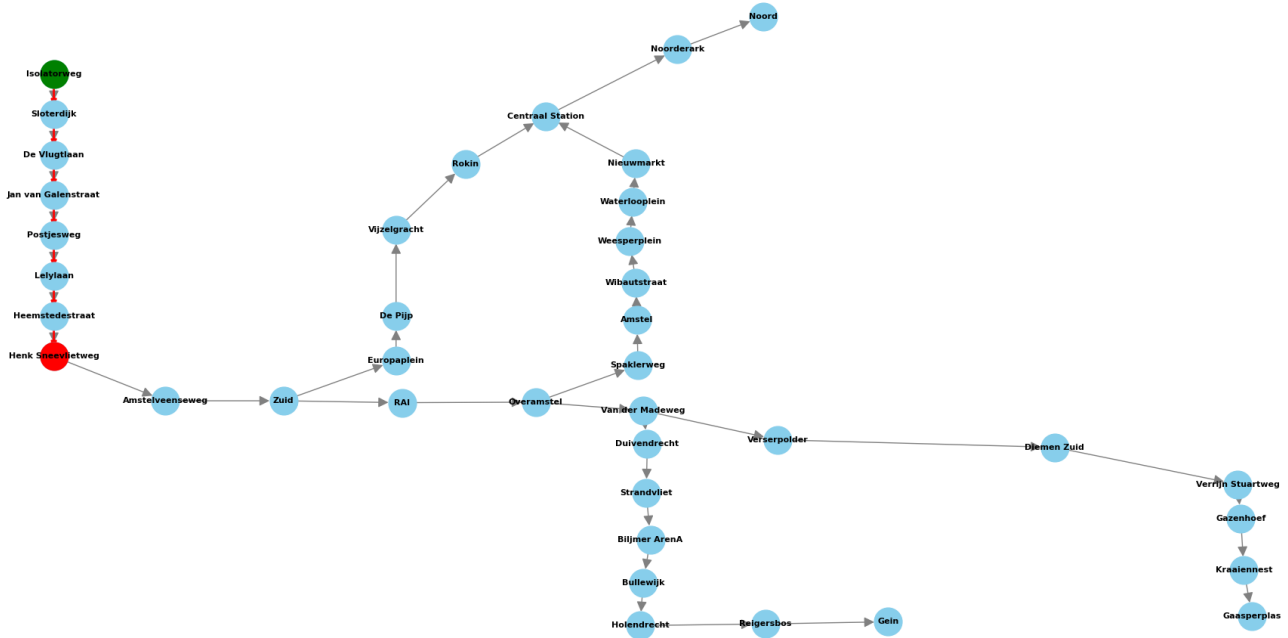 Noord
Noorderark
Isolatorweg
Sloterdijk
Centraal Station
De Vlugtlaan
Rokin
Nieuwmarkt
Jan van Galenstraat
Waterlooplein
Postjesweg
Vijzelgracht
Weesperplein
Lelylaan
Wibautstraat
Heemstedestraat
De Pijp
Amstel
Henk Sneevlietweg
Europaplein
Spaklerweg
Amstelveenseweg
Zuid
RAI
Overamstel
Van der Madeweg
Verserpolder
Duivendrecht
Diemen Zuid
Verrijn Stuartweg
Strandvliet
Gazenhoef
Biljmer ArenA
Kraaiennest
Bullewijk
Gaasperplas
Holendrecht
Reigersbos
Gein